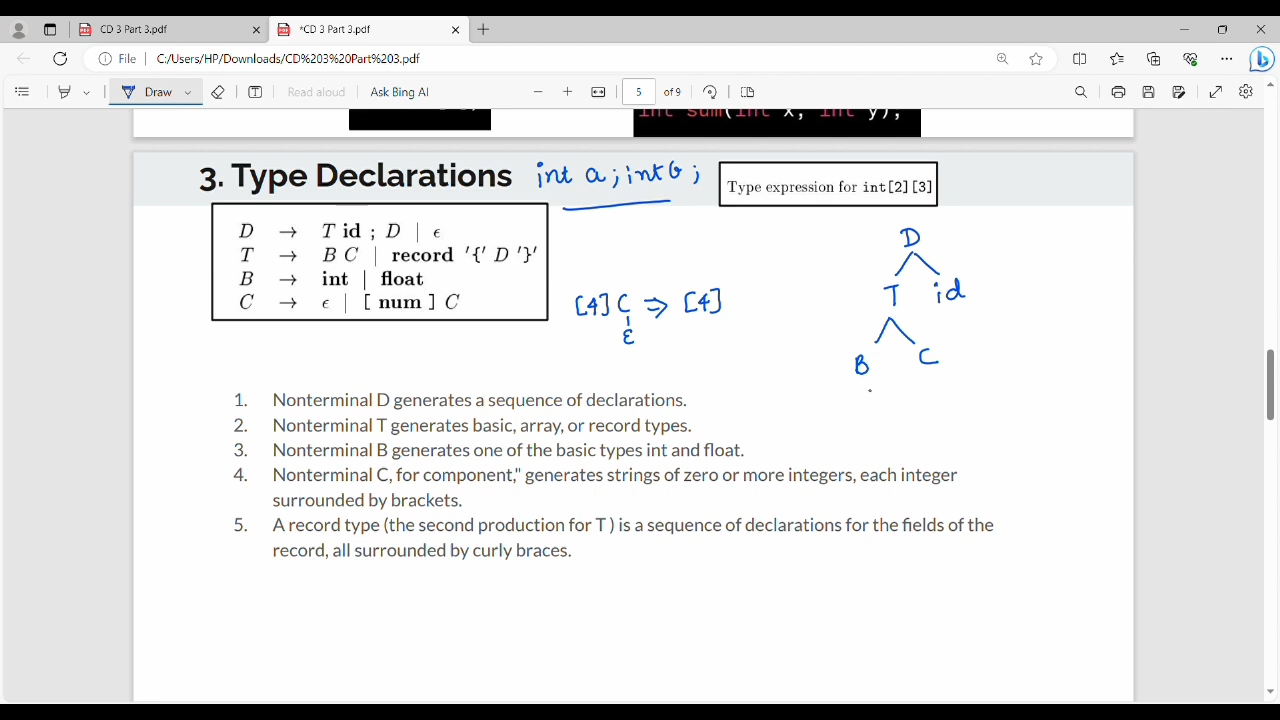 CD 3 Part 3.pdf
*CD 3 Part 3.pdf
File C:/Users/HP/Downloads/CD%203%20Part%203.pdf
Draw Read aloud Ask Bing AI 5 of 9
int sum(int x, int y);
3. Type Declarations int a ; int b ; Type expression for int[2][3]
D → T id ; D | ϵ
T → B C | record '{' D '}'
B → int | float
C → ϵ | [ num ] C
[4] C ⇒ [4]
ε
D
T id
B C
1. Nonterminal D generates a sequence of declarations.
2. Nonterminal T generates basic, array, or record types.
3. Nonterminal B generates one of the basic types int and float.
4. Nonterminal C, for component," generates strings of zero or more integers, each integer
surrounded by brackets.
5. A record type (the second production for T ) is a sequence of declarations for the fields of the
record, all surrounded by curly braces.